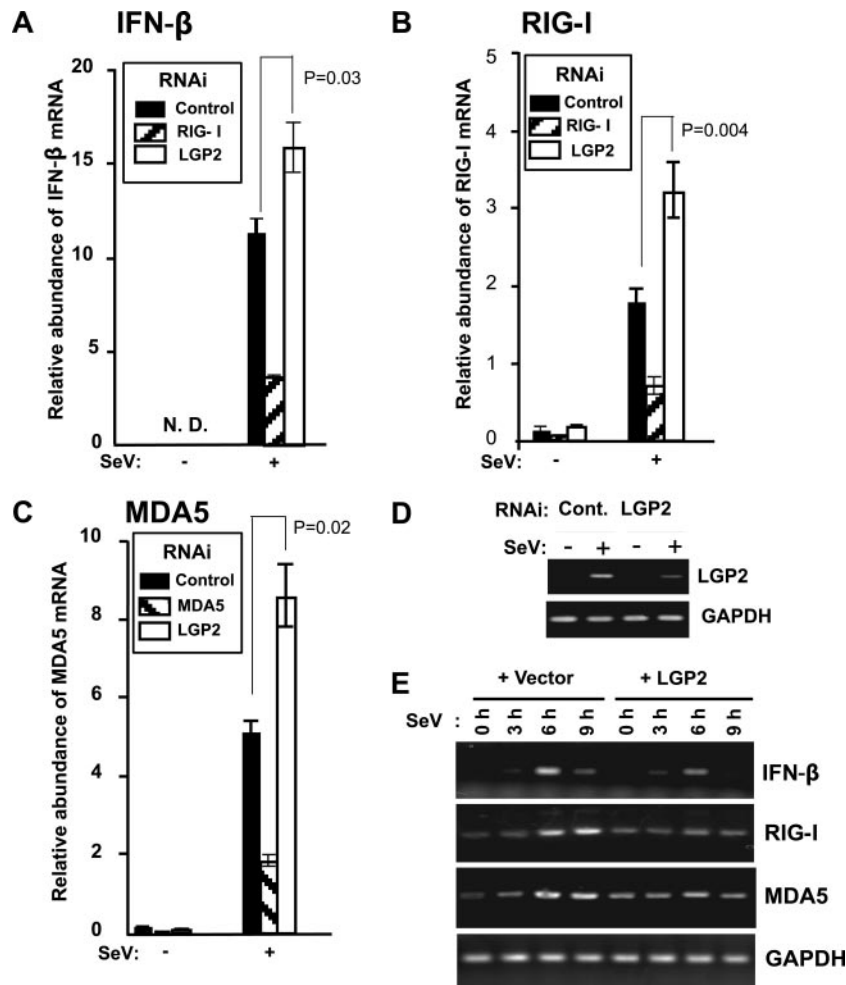 A IFN-β
Relative abundance of IFN-β mRNA
20
15
10
5
0
RNAi
Control
RIG- I
LGP2
P=0.03
N. D.
SeV: - +
B RIG-I
Relative abundance of RIG-I mRNA
5
4
3
2
1
0
RNAi
Control
RIG- I
LGP2
P=0.004
SeV: - +
C MDA5
Relative abundance of MDA5 mRNA
10
8
6
4
2
0
RNAi
Control
MDA5
LGP2
P=0.02
SeV: - +
D
RNAi: Cont. LGP2
SeV: - + - +
LGP2
GAPDH
E
+ Vector + LGP2
SeV : 0 h 3 h 6 h 9 h 0 h 3 h 6 h 9 h
IFN-β
RIG-I
MDA5
GAPDH